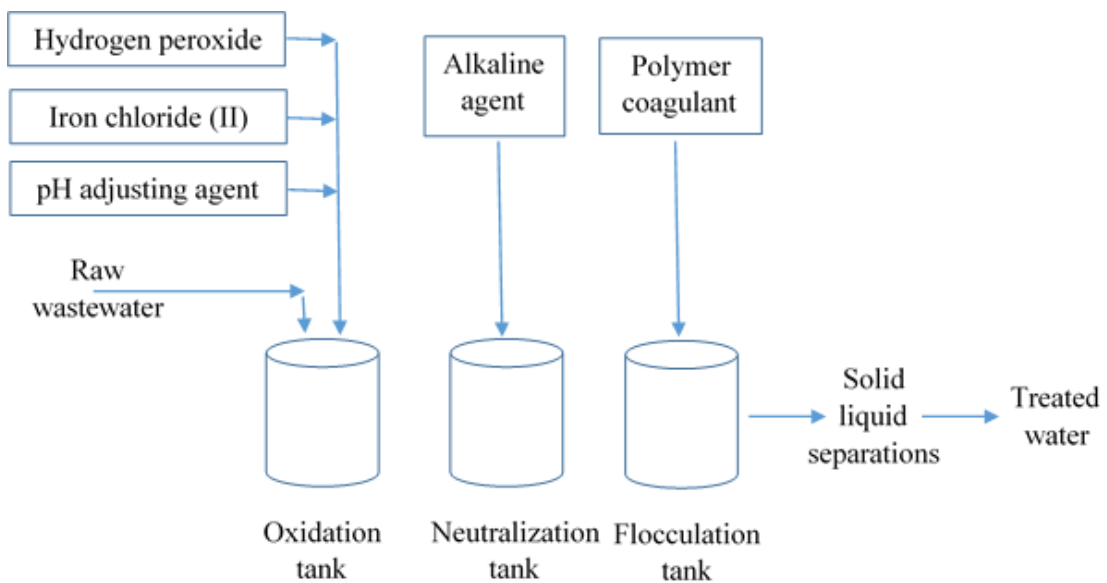 Hydrogen peroxide
Iron chloride (II)
pH adjusting agent
Alkaline
agent
Polymer
coagulant
Raw
wastewater
Solid
liquid
separations
Treated
water
Oxidation
tank
Neutralization
tank
Flocculation
tank